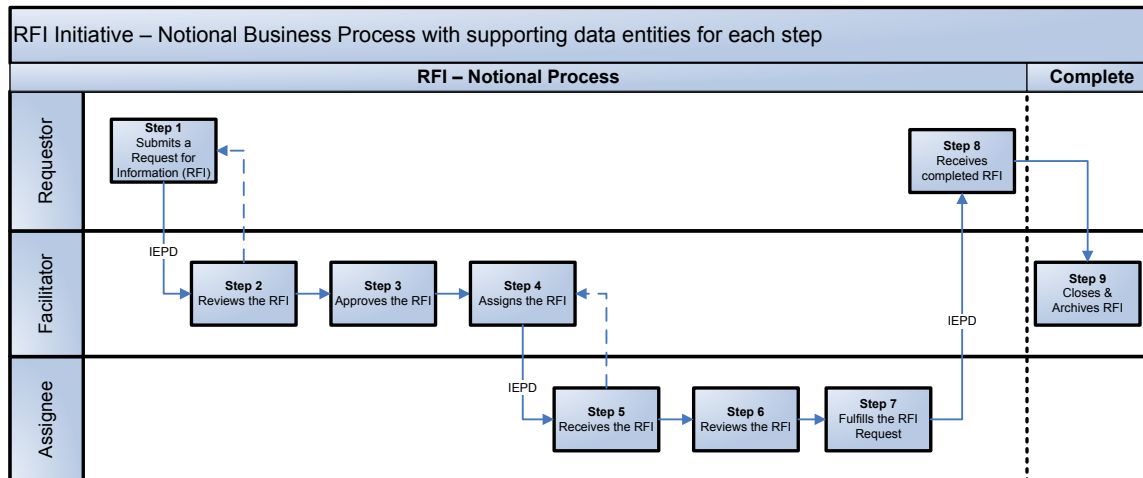 RFI Initiative – Notional Business Process with supporting data entities for each step
RFI – Notional Process
Complete
Requestor
Step 1
Submits a
Request for
Information (RFI)
Step 8
Receives
completed RFI
IEPD
Facilitator
Step 2
Reviews the RFI
Step 3
Approves the RFI
Step 4
Assigns the RFI
Step 9
Closes &
Archives RFI
IEPD
IEPD
Assignee
Step 5
Receives the RFI
Step 6
Reviews the RFI
Step 7
Fulfills the RFI
Request